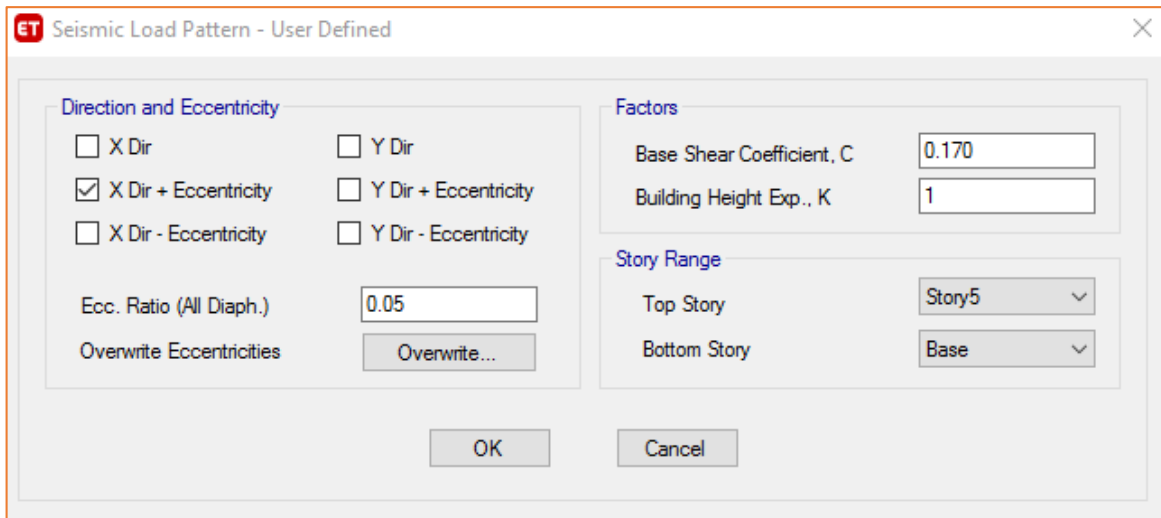 ET Seismic Load Pattern - User Defined
Direction and Eccentricity
X Dir
Y Dir
X Dir + Eccentricity
Y Dir + Eccentricity
X Dir - Eccentricity
Y Dir - Eccentricity
Ecc. Ratio (All Diaph.)
0.05
Overwrite Eccentricities
Overwrite...
Factors
Base Shear Coefficient, C
0.170
Building Height Exp., K
1
Story Range
Top Story
Story5
Bottom Story
Base
OK
Cancel